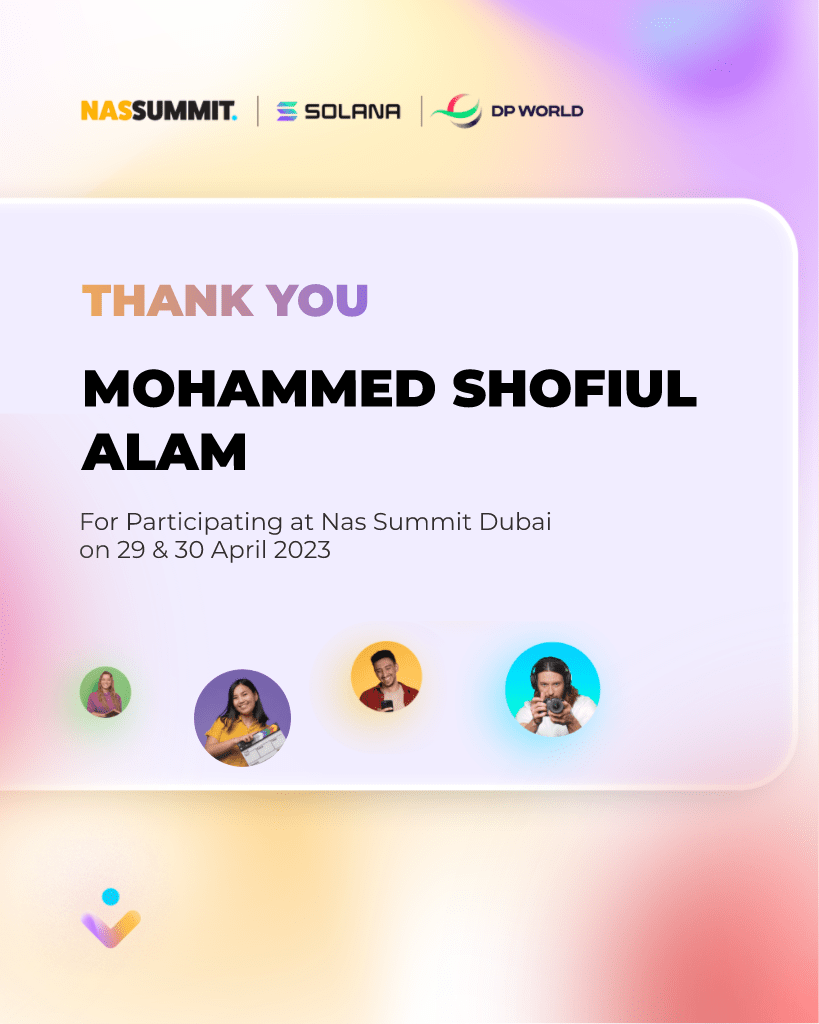 NASSUMMIT. SOLANA DP WORLD
THANK YOU
MOHAMMED SHOFIUL
ALAM
For Participating at Nas Summit Dubai
on 29 & 30 April 2023